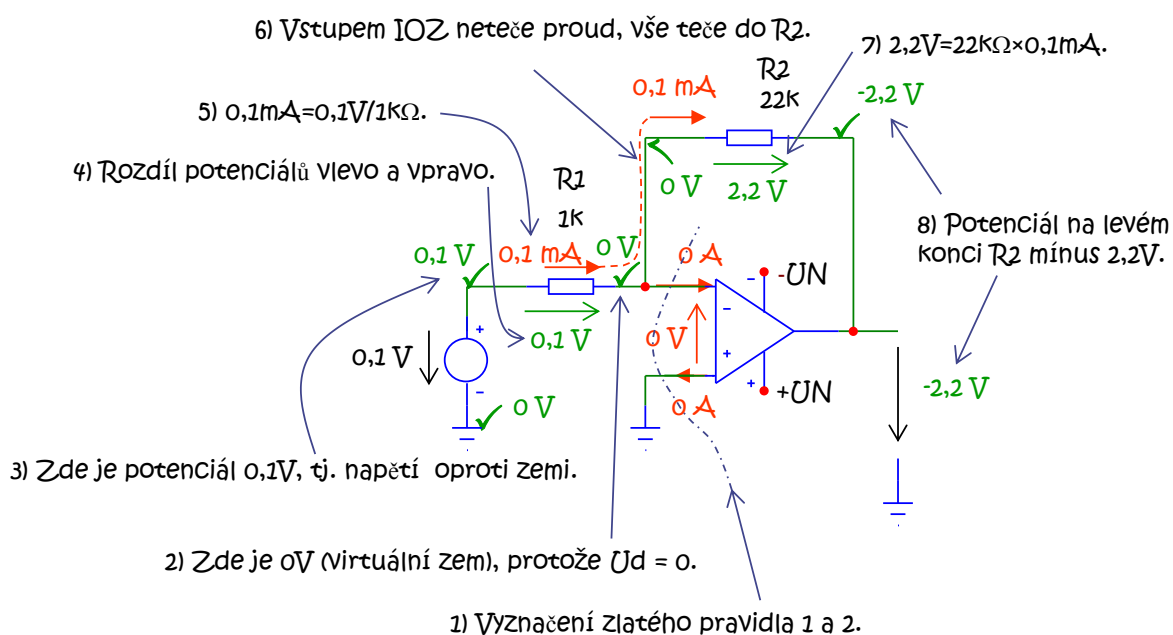 6) Vstupem IOZ neteče proud, vše teče do R2.
7) 2,2V=22kΩ×0,1mA.
R2
22k
0,1 mA
-2,2 V
5) 0,1mA=0,1V/1kΩ.
4) Rozdíl potenciálů vlevo a vpravo.
R1
1k
0 V
2,2 V
8) Potenciál na levém
konci R2 mínus 2,2V.
0,1 V
0,1 mA
0 V
0 A
-UN
0,1 V
+
−
0,1 V
0 V
−
+
−
+
+UN
0 A
0 V
-2,2 V
3) Zde je potenciál 0,1V, tj. napětí oproti zemi.
2) Zde je 0V (virtuální zem), protože Ud = 0.
1) Vyznačení zlatého pravidla 1 a 2.